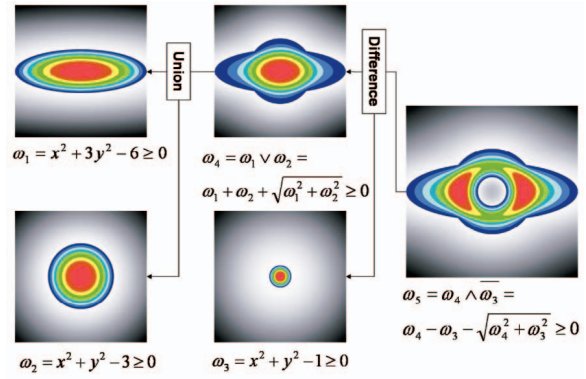 Union
Difference
ω₁ = x² + 3y² − 6 ≥ 0
ω₄ = ω₁ ∨ ω₂ =
ω₁ + ω₂ + √(ω₁² + ω₂²) ≥ 0
ω₅ = ω₄ ∧ ω̅₃ =
ω₄ − ω₃ − √(ω₄² + ω₃²) ≥ 0
ω₂ = x² + y² − 3 ≥ 0
ω₃ = x² + y² − 1 ≥ 0